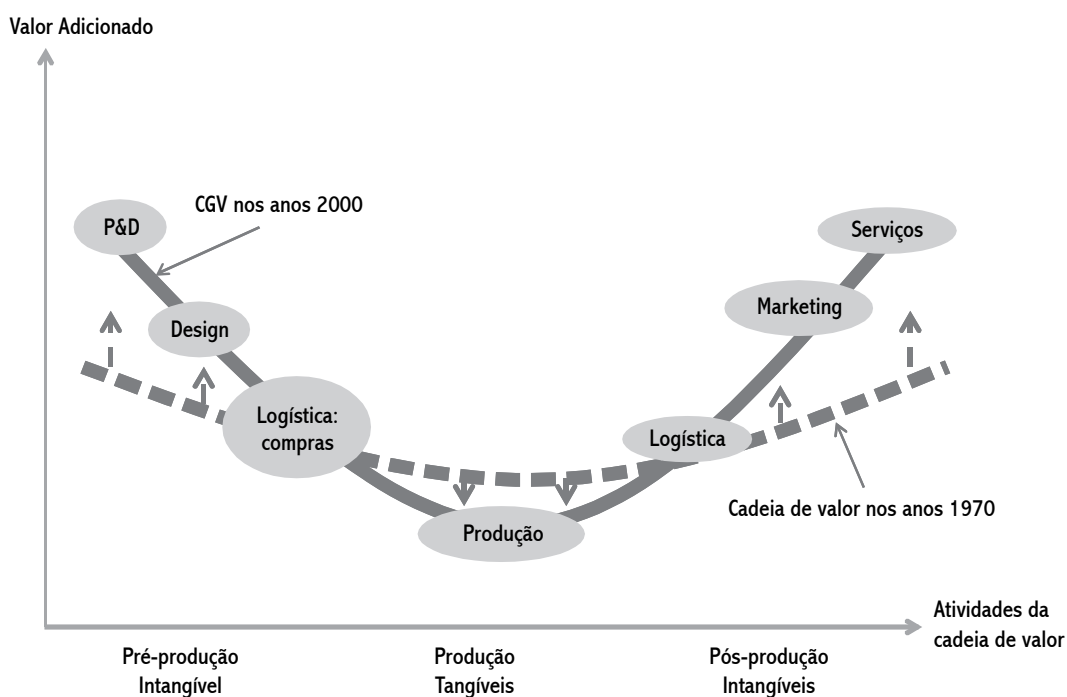 Valor Adicionado
CGV nos anos 2000
P&D
Serviços
Design
Marketing
Logística:
compras
Logística
Produção
Cadeia de valor nos anos 1970
Atividades da
cadeia de valor
Pré-produção
Intangível
Produção
Tangíveis
Pós-produção
Intangíveis